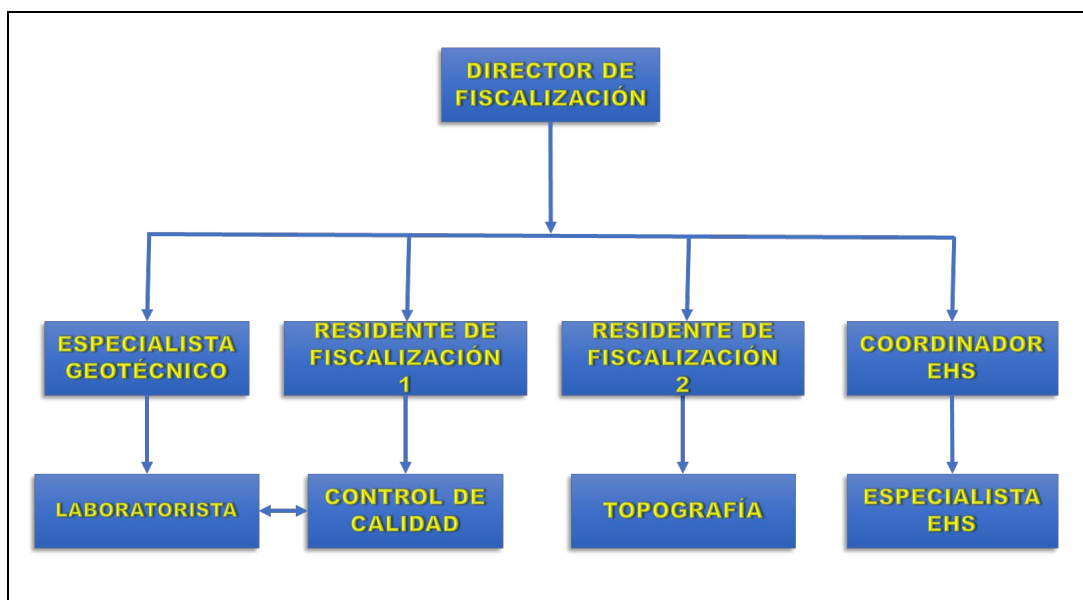 DIRECTOR DE
FISCALIZACIÓN
ESPECIALISTA
GEOTÉCNICO
RESIDENTE DE
FISCALIZACIÓN
1
RESIDENTE DE
FISCALIZACIÓN
2
COORDINADOR
EHS
LABORATORISTA
CONTROL DE
CALIDAD
TOPOGRAFÍA
ESPECIALISTA
EHS